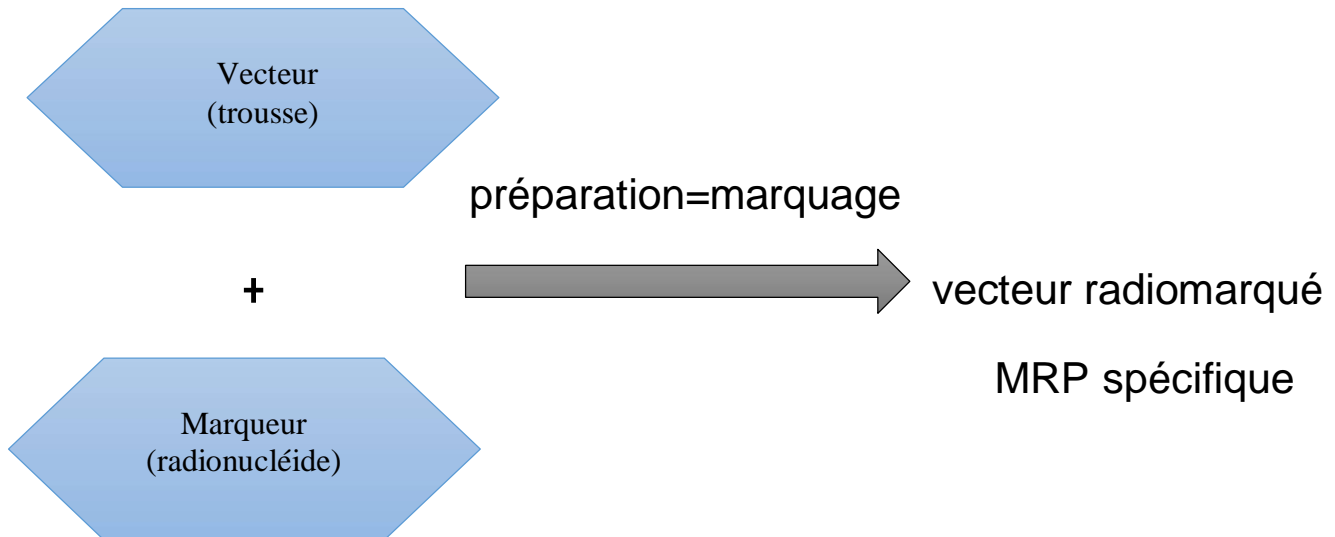 Vecteur
(trousse)
préparation=marquage
+
vecteur radiomarqué
MRP spécifique
Marqueur
(radionucléide)